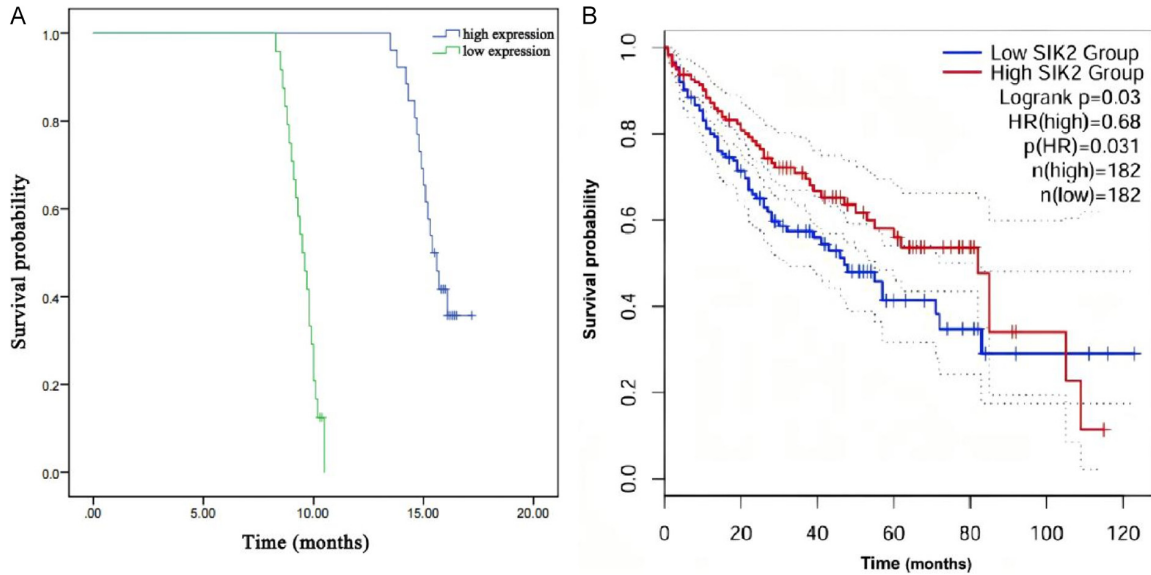 A
high expression
low expression
1.0
0.8
0.6
0.4
0.2
0.0
Survival probability
.00
5.00
10.00
15.00
20.00
Time (months)
B
Low SIK2 Group
High SIK2 Group
Logrank p=0.03
HR(high)=0.68
p(HR)=0.031
n(high)=182
n(low)=182
1.0
0.8
0.6
0.4
0.2
0.0
Survival probability
0
20
40
60
80
100
120
Time (months)